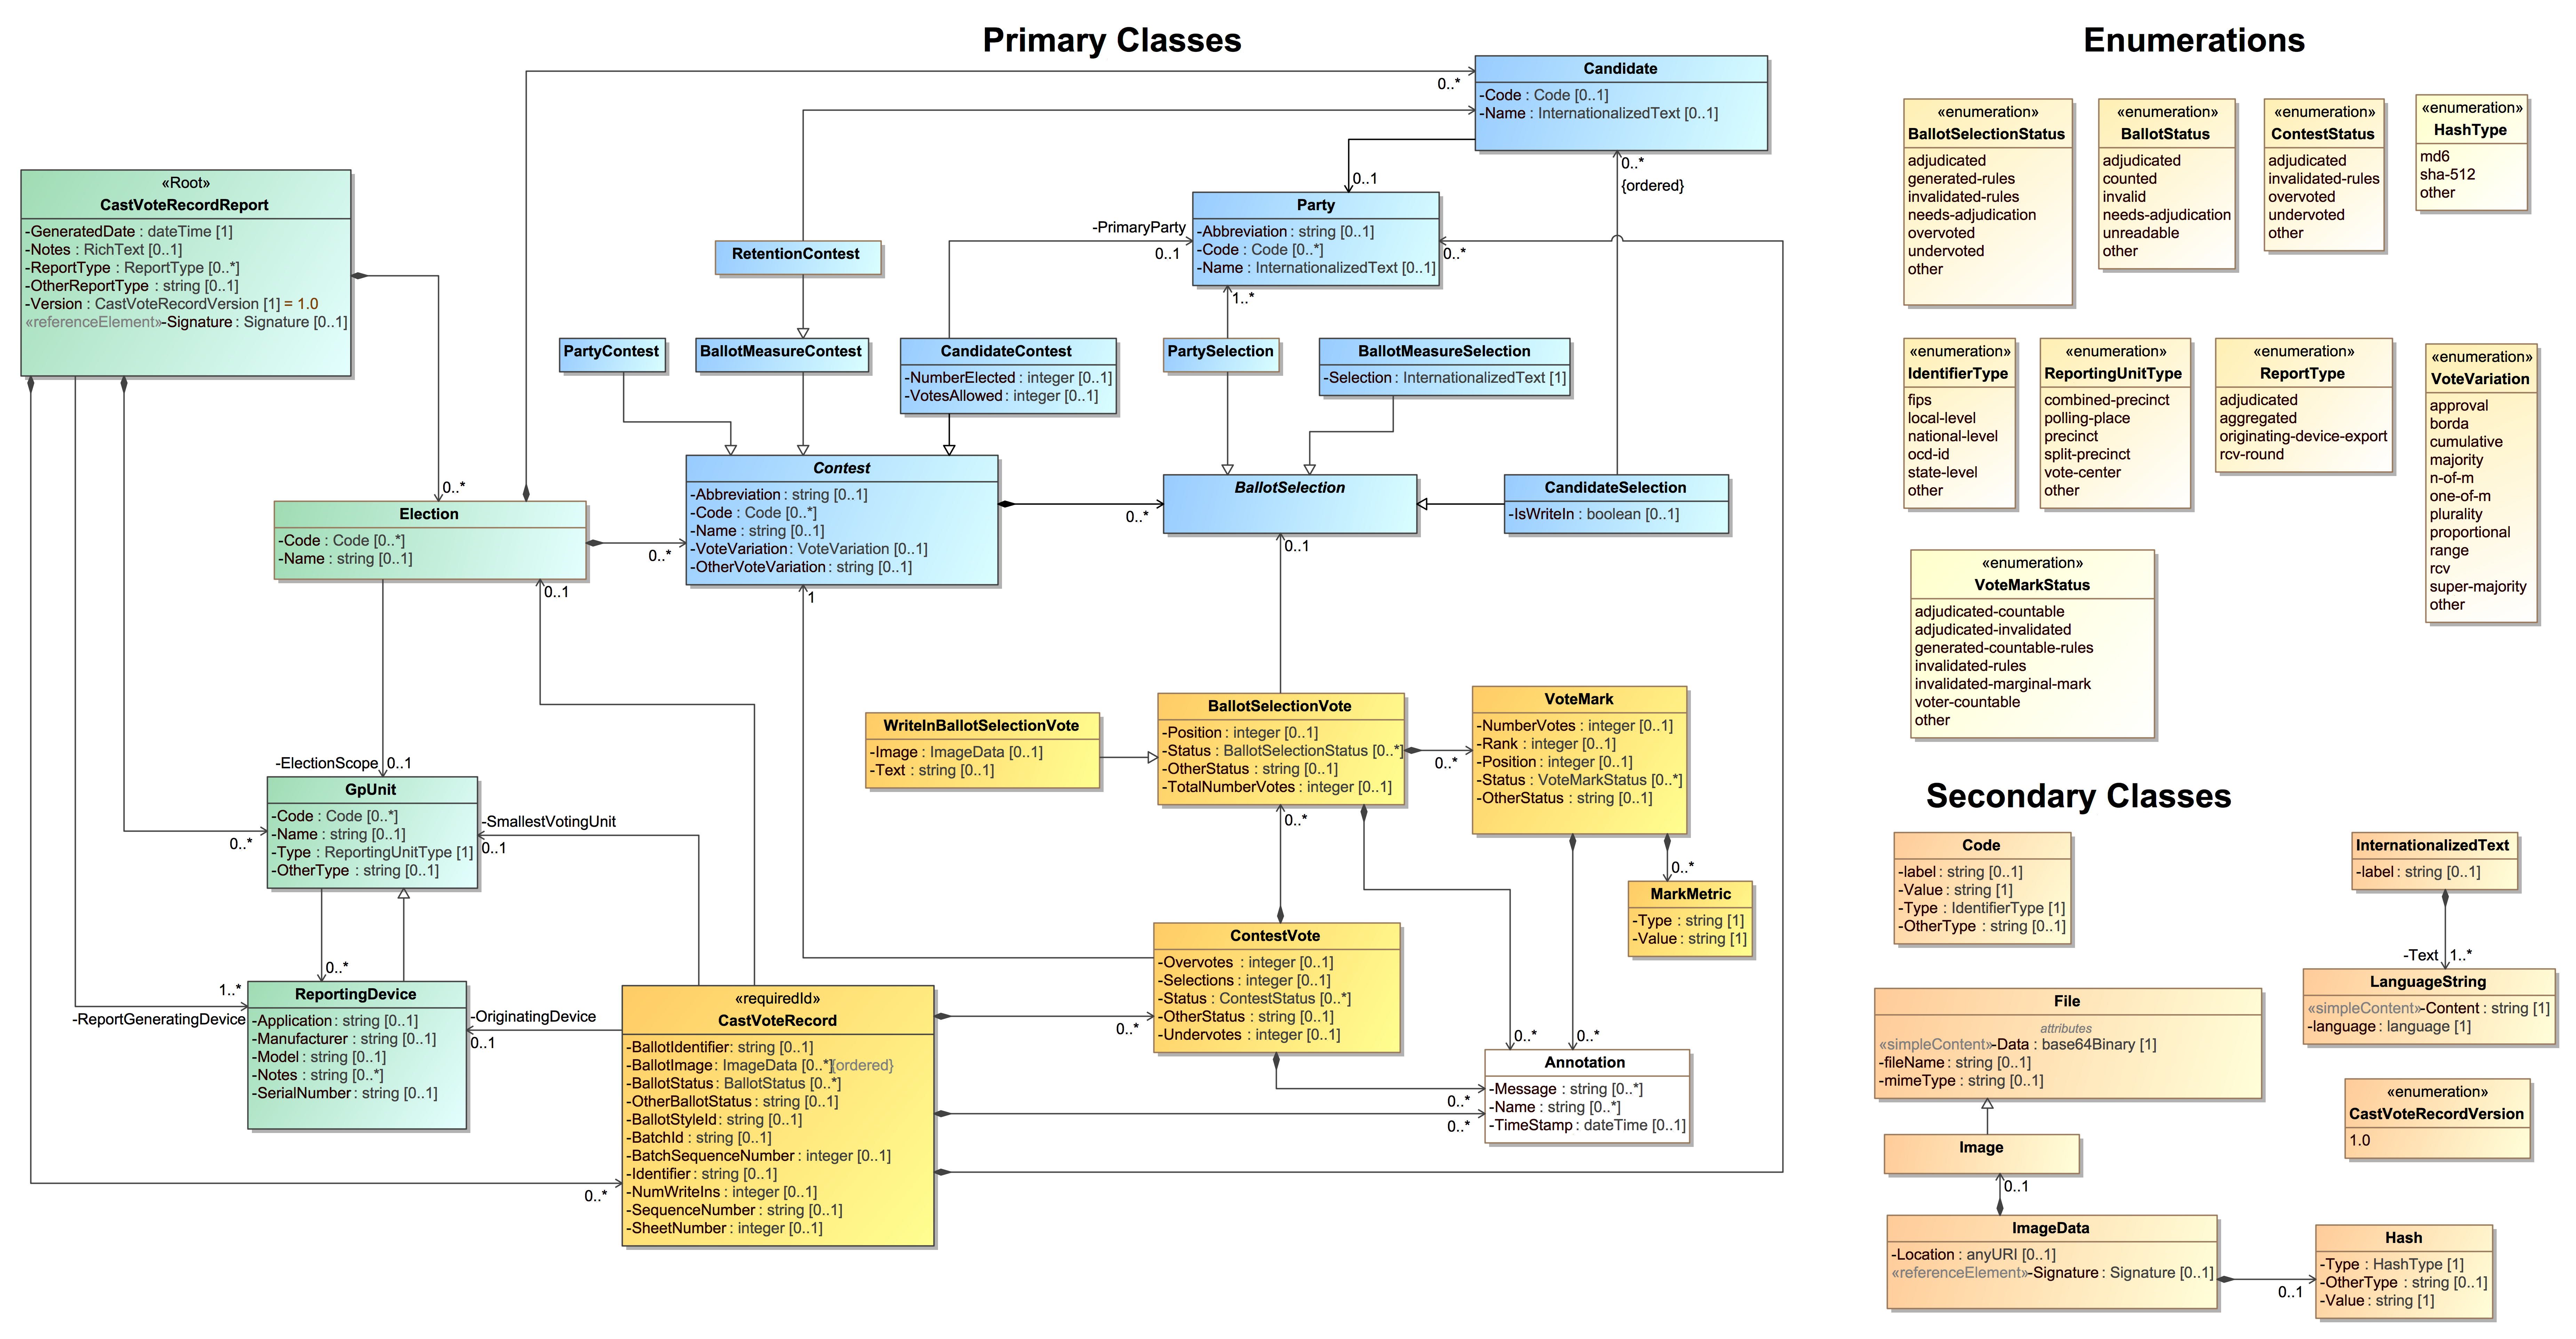 Primary Classes
Candidate
-Code : Code [0..1]
-Name : InternationalizedText [0..1]
0..*
0..*
{ordered}
0..1
Party
-Abbreviation : string [0..1]
-Code : Code [0..*]
-Name : InternationalizedText [0..1]
-PrimaryParty
0..1
0..*
1..*
«Root»
CastVoteRecordReport
-GeneratedDate : dateTime [1]
-Notes : RichText [0..1]
-ReportType : ReportType [0..*]
-OtherReportType : string [0..1]
-Version : CastVoteRecordVersion [1] = 1.0
«referenceElement»-Signature : Signature [0..1]
RetentionContest
PartyContest
BallotMeasureContest
CandidateContest
-NumberElected : integer [0..1]
-VotesAllowed : integer [0..1]
PartySelection
BallotMeasureSelection
-Selection : InternationalizedText [1]
0..*
Election
-Code : Code [0..*]
-Name : string [0..1]
0..*
0..1
Contest
-Abbreviation : string [0..1]
-Code : Code [0..*]
-Name : string [0..1]
-VoteVariation : VoteVariation [0..1]
-OtherVoteVariation : string [0..1]
1
0..*
BallotSelection
0..1
CandidateSelection
-IsWriteIn : boolean [0..1]
-ElectionScope
0..1
GpUnit
-Code : Code [0..*]
-Name : string [0..1]
-Type : ReportingUnitType [1]
-OtherType : string [0..1]
0..*
-SmallestVotingUnit
0..1
WriteInBallotSelectionVote
-Image : ImageData [0..1]
-Text : string [0..1]
BallotSelectionVote
-Position : integer [0..1]
-Status : BallotSelectionStatus [0..*]
-OtherStatus : string [0..1]
-TotalNumberVotes : integer [0..1]
0..*
0..*
VoteMark
-NumberVotes : integer [0..1]
-Rank : integer [0..1]
-Position : integer [0..1]
-Status : VoteMarkStatus [0..*]
-OtherStatus : string [0..1]
0..*
MarkMetric
-Type : string [1]
-Value : string [1]
0..*
1..*
-ReportGeneratingDevice
ReportingDevice
-Application : string [0..1]
-Manufacturer : string [0..1]
-Model : string [0..1]
-Notes : string [0..*]
-SerialNumber : string [0..1]
-OriginatingDevice
0..1
«requiredId»
CastVoteRecord
-BallotIdentifier: string [0..1]
-BallotImage : ImageData [0..*]{ordered}
-BallotStatus : BallotStatus [0..*]
-OtherBallotStatus : string [0..1]
-BallotStyleId : string [0..1]
-BatchId : string [0..1]
-BatchSequenceNumber : integer [0..1]
-Identifier : string [0..1]
-NumWriteIns : integer [0..1]
-SequenceNumber : string [0..1]
-SheetNumber : integer [0..1]
0..*
ContestVote
-Overvotes : integer [0..1]
-Selections : integer [0..1]
-Status : ContestStatus [0..*]
-OtherStatus : string [0..1]
-Undervotes : integer [0..1]
0..*
0..*
0..*
Annotation
-Message : string [0..*]
-Name : string [0..*]
-TimeStamp : dateTime [0..1]
0..*
0..*
Enumerations
«enumeration»
BallotSelectionStatus
adjudicated
generated-rules
invalidated-rules
needs-adjudication
overvoted
undervoted
other
«enumeration»
BallotStatus
adjudicated
counted
invalid
needs-adjudication
unreadable
other
«enumeration»
ContestStatus
adjudicated
invalidated-rules
overvoted
undervoted
other
«enumeration»
HashType
md6
sha-512
other
«enumeration»
IdentifierType
fips
local-level
national-level
ocd-id
state-level
other
«enumeration»
ReportingUnitType
combined-precinct
polling-place
precinct
split-precinct
vote-center
other
«enumeration»
ReportType
adjudicated
aggregated
originating-device-export
rcv-round
«enumeration»
VoteVariation
approval
borda
cumulative
majority
n-of-m
one-of-m
plurality
proportional
range
rcv
super-majority
other
«enumeration»
VoteMarkStatus
adjudicated-countable
adjudicated-invalidated
generated-countable-rules
invalidated-rules
invalidated-marginal-mark
voter-countable
other
Secondary Classes
Code
-label : string [0..1]
-Value : string [1]
-Type : IdentifierType [1]
-OtherType : string [0..1]
InternationalizedText
-label : string [0..1]
-Text
1..*
LanguageString
«simpleContent»-Content : string [1]
-language : language [1]
File
attributes
«simpleContent»-Data : base64Binary [1]
-fileName : string [0..1]
-mimeType : string [0..1]
«enumeration»
CastVoteRecordVersion
1.0
Image
0..1
ImageData
-Location : anyURI [0..1]
«referenceElement»-Signature : Signature [0..1]
0..1
Hash
-Type : HashType [1]
-OtherType : string [0..1]
-Value : string [1]